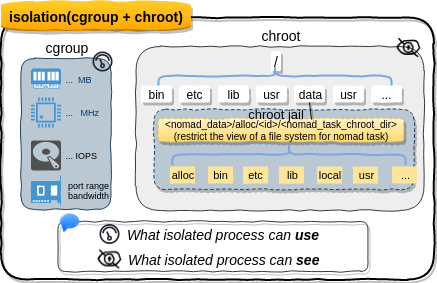 isolation(cgroup + chroot)
cgroup
... MB
... MHz
... IOPS
port range
bandwidth
chroot
/
bin etc lib usr data usr ...
chroot jail
<nomad_data>/alloc/<id>/<nomad_task_chroot_dir>
(restrict the view of a file system for nomad task)
alloc bin etc lib local usr ...
What isolated process can use
What isolated process can see